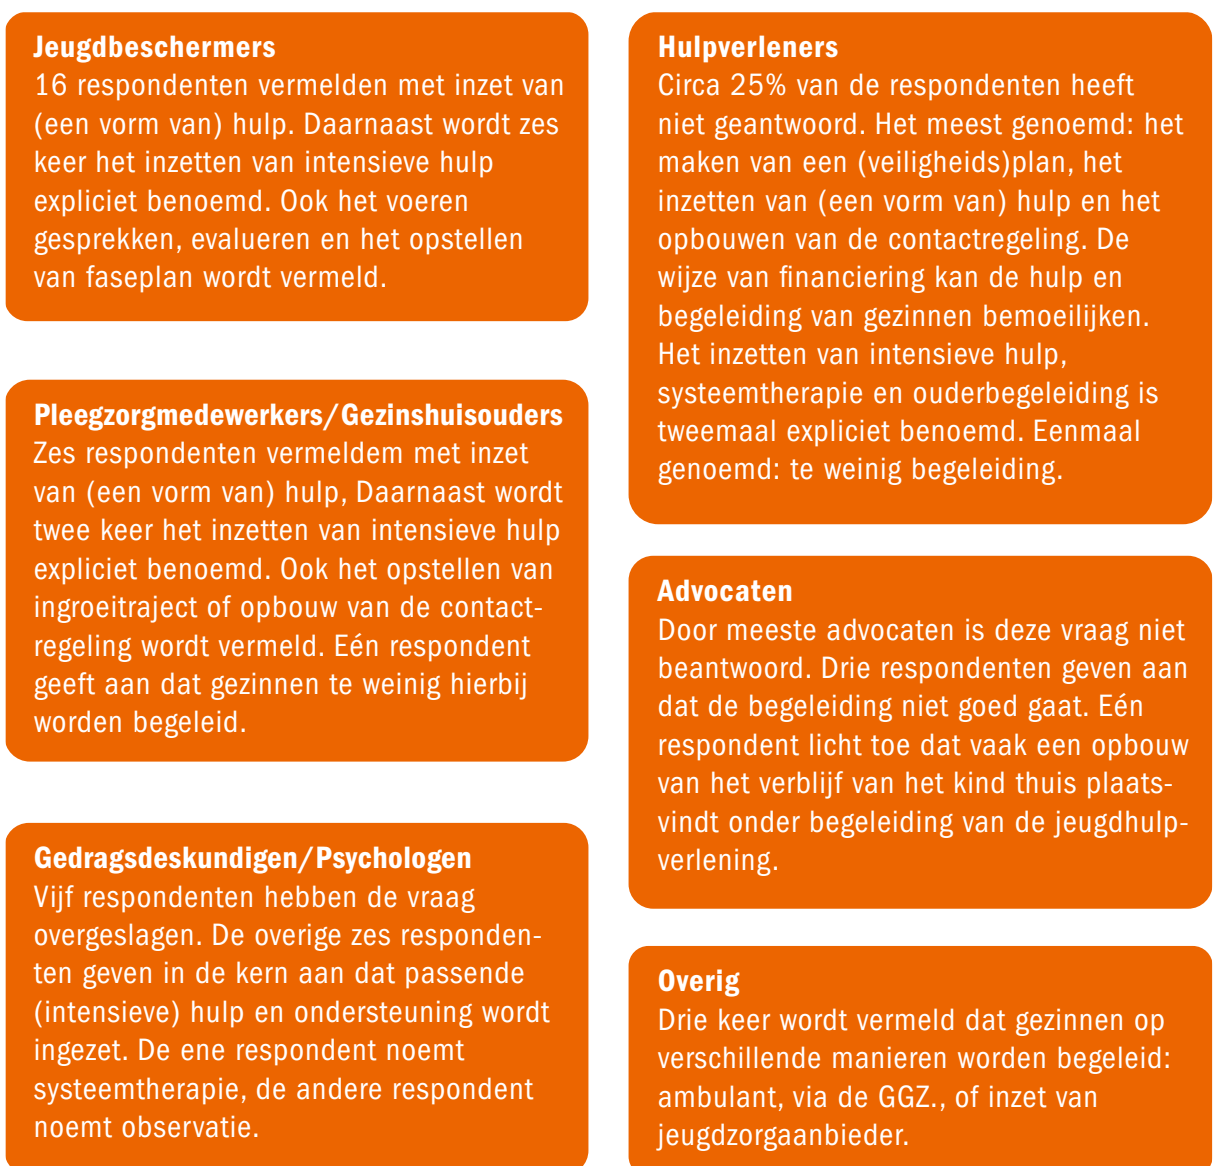 Jeugdbeschermers
16 respondenten vermelden met inzet van
(een vorm van) hulp. Daarnaast wordt zes
keer het inzetten van intensieve hulp
expliciet benoemd. Ook het voeren
gesprekken, evalueren en het opstellen
van faseplan wordt vermeld.
Pleegzorgmedewerkers/Gezinshuisouders
Zes respondenten vermeldem met inzet
van (een vorm van) hulp, Daarnaast wordt
twee keer het inzetten van intensieve hulp
expliciet benoemd. Ook het opstellen van
ingroeitraject of opbouw van de contact-
regeling wordt vermeld. Eén respondent
geeft aan dat gezinnen te weinig hierbij
worden begeleid.
Gedragsdeskundigen/Psychologen
Vijf respondenten hebben de vraag
overgeslagen. De overige zes responden-
ten geven in de kern aan dat passende
(intensieve) hulp en ondersteuning wordt
ingezet. De ene respondent noemt
systeemtherapie, de andere respondent
noemt observatie.
Hulpverleners
Circa 25% van de respondenten heeft
niet geantwoord. Het meest genoemd: het
maken van een (veiligheids)plan, het
inzetten van (een vorm van) hulp en het
opbouwen van de contactregeling. De
wijze van financiering kan de hulp en
begeleiding van gezinnen bemoeilijken.
Het inzetten van intensieve hulp,
systeemtherapie en ouderbegeleiding is
tweemaal expliciet benoemd. Eenmaal
genoemd: te weinig begeleiding.
Advocaten
Door meeste advocaten is deze vraag niet
beantwoord. Drie respondenten geven aan
dat de begeleiding niet goed gaat. Eén
respondent licht toe dat vaak een opbouw
van het verblijf van het kind thuis plaats-
vindt onder begeleiding van de jeugdhulp-
verlening.
Overig
Drie keer wordt vermeld dat gezinnen op
verschillende manieren worden begeleid:
ambulant, via de GGZ., of inzet van
jeugdzorgaanbieder.